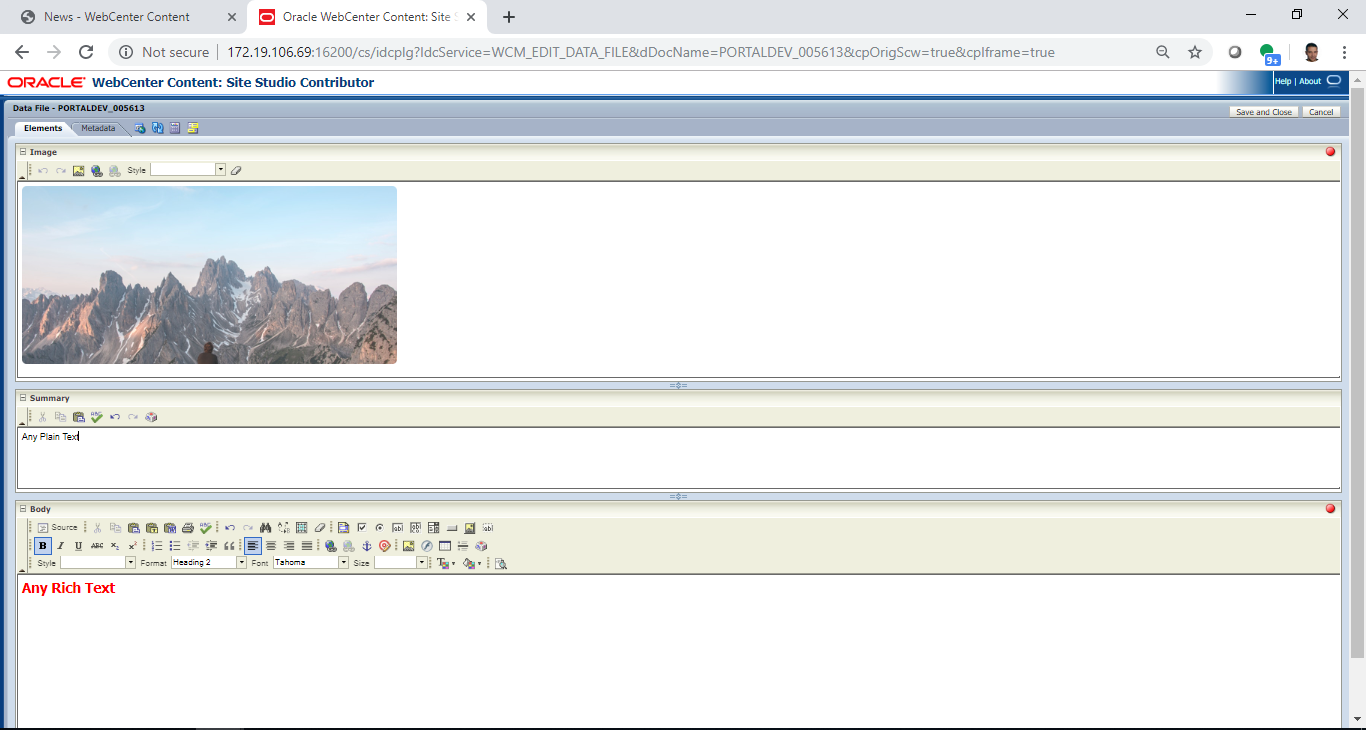 News - WebCenter Content
Oracle WebCenter Content: Site S
Not secure
172.19.106.69:16200/cs/idcplg?IdcService=WCM_EDIT_DATA_FILE&dDocName=PORTALDEV_005613&cpOrigScw=true&cpIframe=true
9+
ORACLE WebCenter Content: Site Studio Contributor
Help | About
Data File - PORTALDEV_005613
Save and Close
Cancel
Elements
Metadata
Image
Style
Summary
ABC
Any Plain Text
Body
Source
B I U ABC
Style
Format Heading 2
Font Tahoma
Size
Any Rich Text